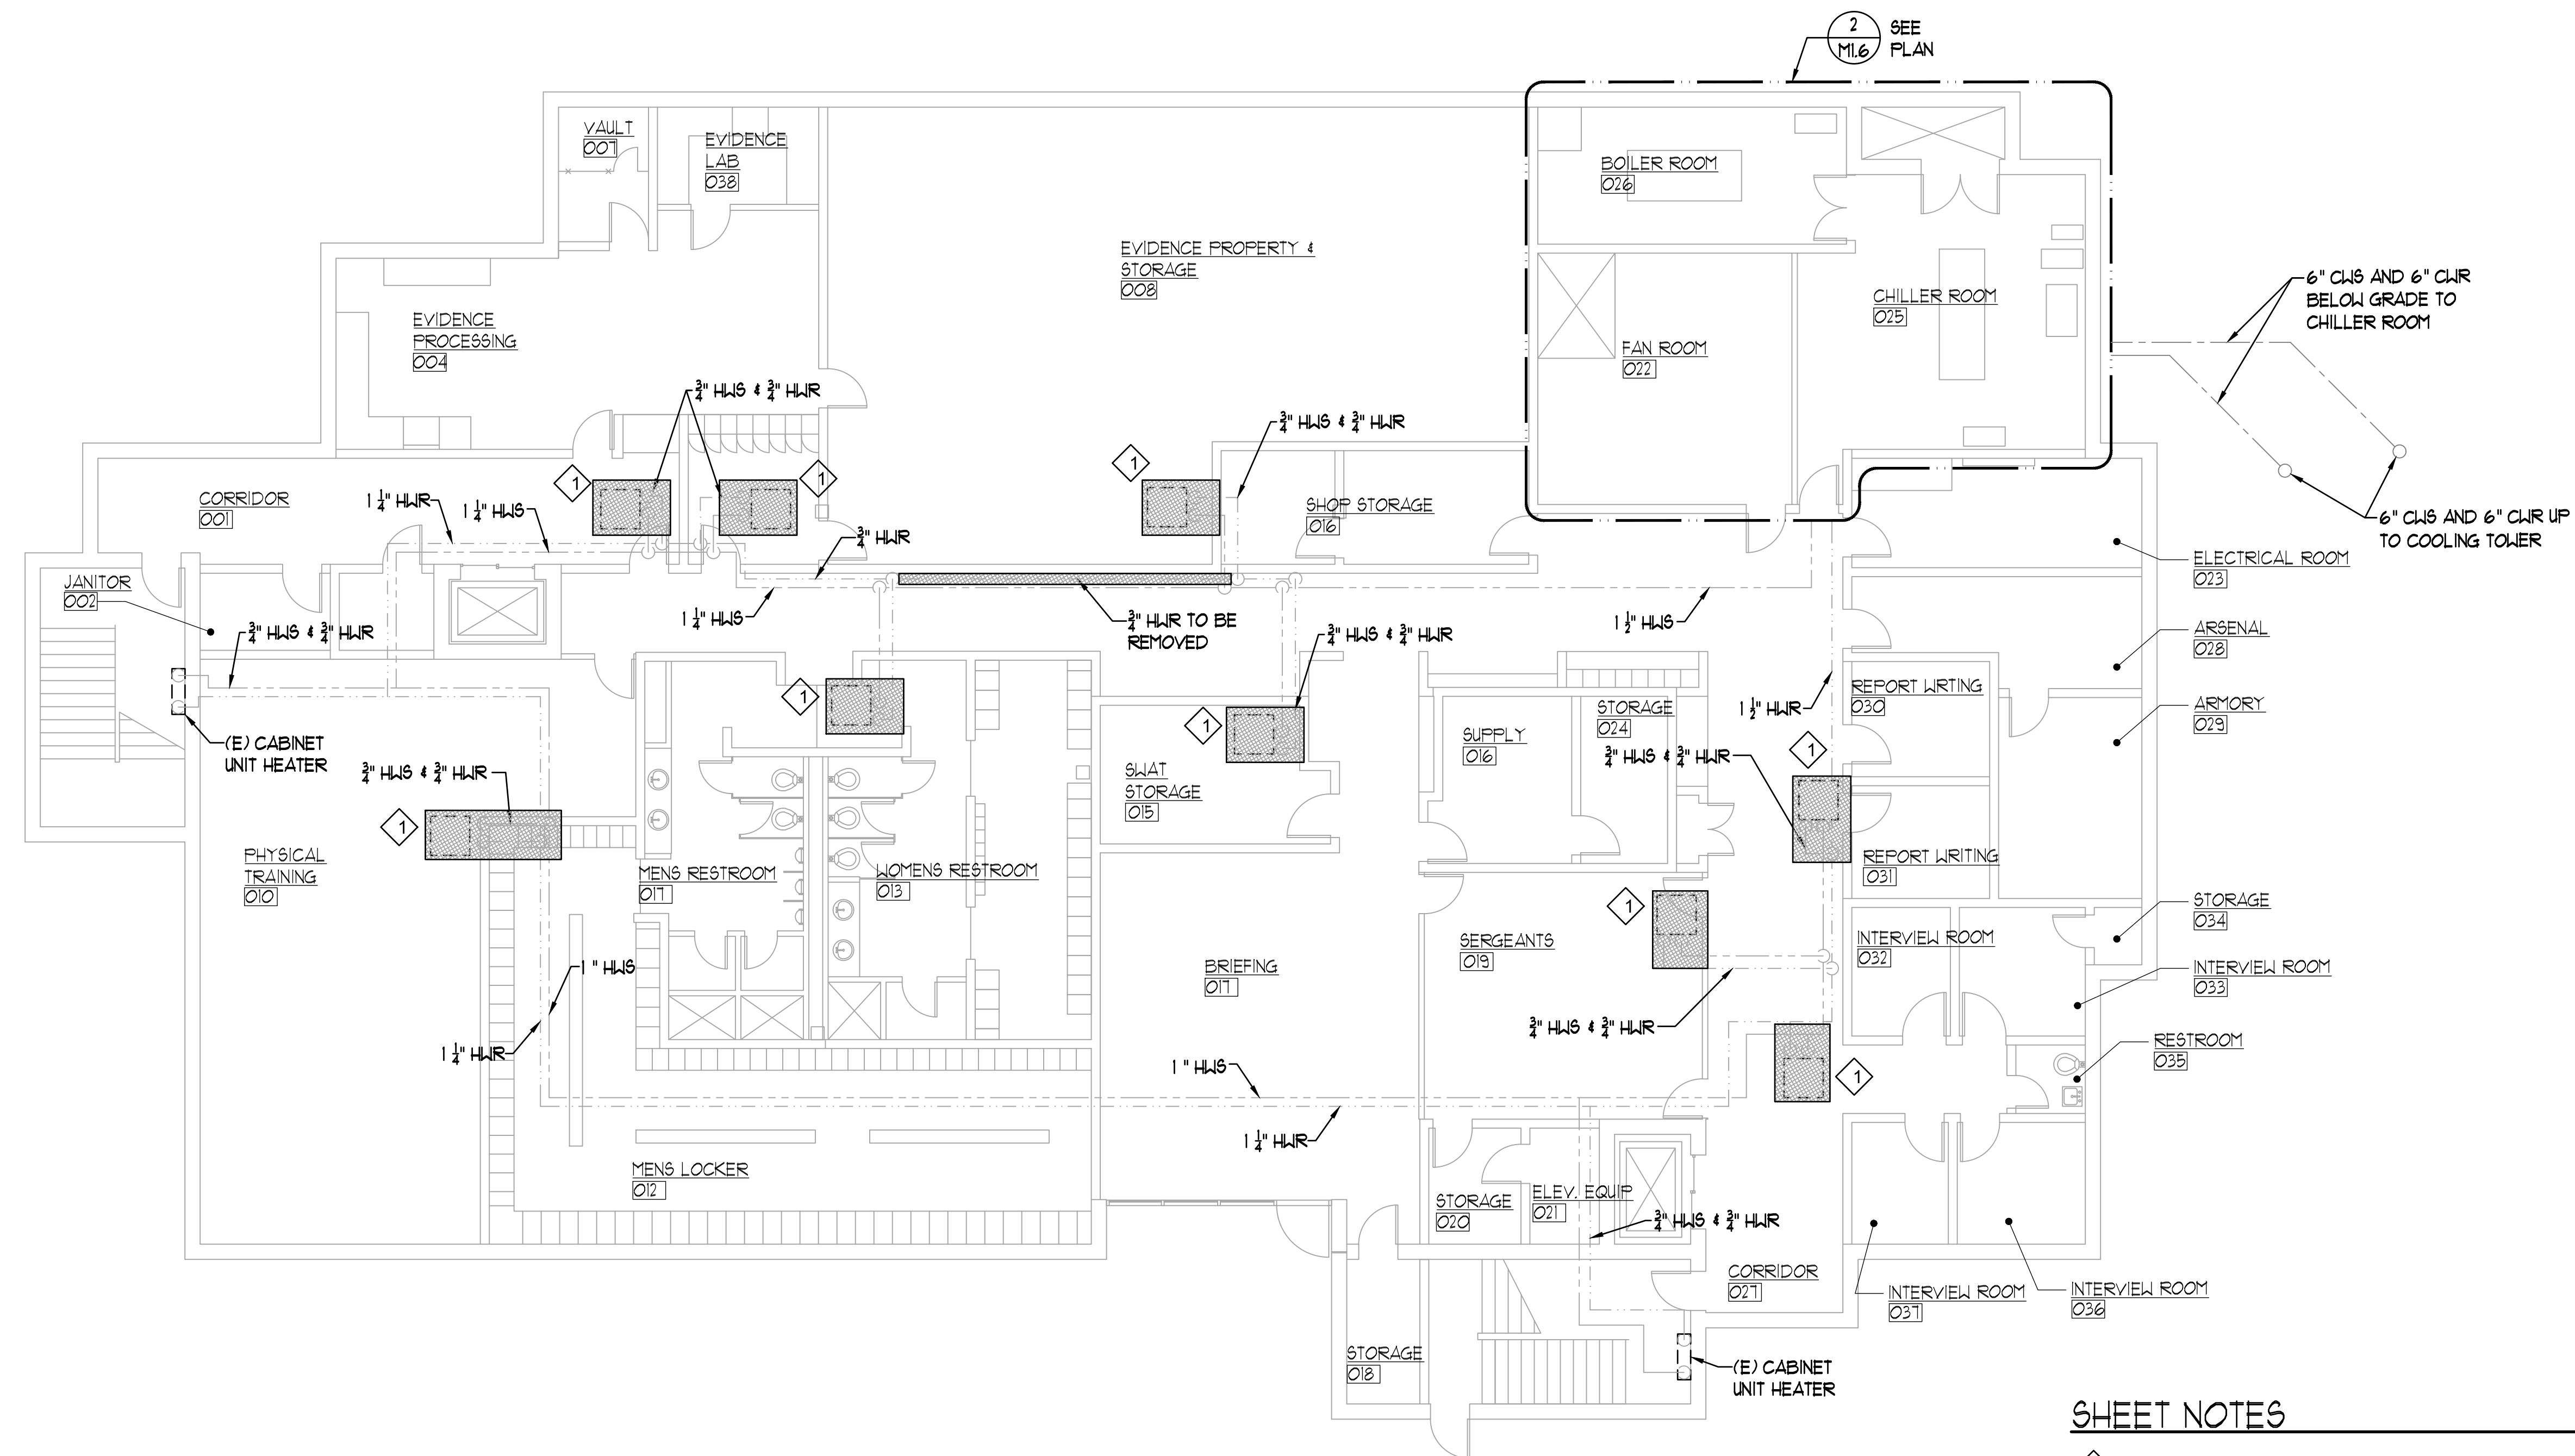 2
M1.6
SEE
PLAN
VAULT
007
EVIDENCE
LAB
038
BOILER ROOM
026
EVIDENCE PROPERTY &
STORAGE
008
CHILLER ROOM
025
6" CWS AND 6" CWR
BELOW GRADE TO
CHILLER ROOM
EVIDENCE
PROCESSING
004
FAN ROOM
022
3/4" HWS & 3/4" HWR
3/4" HWS & 3/4" HWR
1
1
1
CORRIDOR
001
1 1/4" HWR
1 1/4" HWS
SHOP STORAGE
016
3/4" HWR
6" CWS AND 6" CWR UP
TO COOLING TOWER
ELECTRICAL ROOM
023
JANITOR
002
3/4" HWS & 3/4" HWR
1 1/4" HWS
3/4" HWR TO BE
REMOVED
3/4" HWS & 3/4" HWR
1 1/2" HWS
ARSENAL
028
1
1
1 1/2" HWR
REPORT WRTING
030
ARMORY
029
(E) CABINET
UNIT HEATER
SUPPLY
016
STORAGE
024
3/4" HWS & 3/4" HWR
1
3/4" HWS & 3/4" HWR
1
SWAT
STORAGE
015
PHYSICAL
TRAINING
010
MENS RESTROOM
017
WOMENS RESTROOM
013
REPORT WRITING
031
1
STORAGE
034
SERGEANTS
019
INTERVIEW ROOM
032
1" HWS
BRIEFING
017
INTERVIEW ROOM
033
1 1/4" HWR
3/4" HWS & 3/4" HWR
RESTROOM
035
1" HWS
1
1 1/4" HWR
MENS LOCKER
012
STORAGE
020
ELEV. EQUIP
021
3/4" HWS & 3/4" HWR
CORRIDOR
027
INTERVIEW ROOM
037
INTERVIEW ROOM
036
STORAGE
018
(E) CABINET
UNIT HEATER
SHEET NOTES